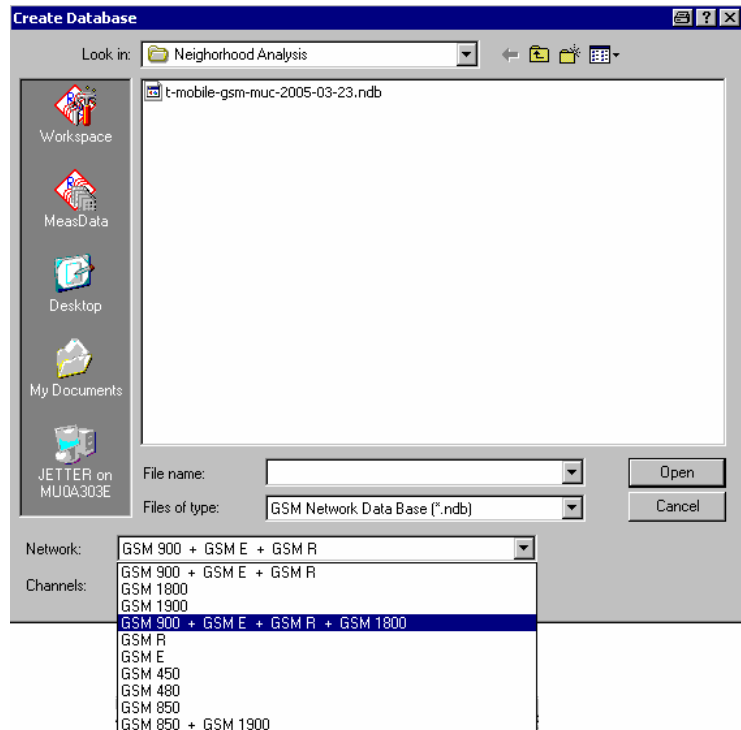 Create Database
Look in: Neighorhood Analysis
t-mobile-gsm-muc-2005-03-23.ndb
Workspace
MeasData
Desktop
My Documents
JETTER on
MU0A303E
File name:
Open
Files of type: GSM Network Data Base (*.ndb)
Cancel
Network: GSM 900 + GSM E + GSM R
Channels:
GSM 900 + GSM E + GSM R
GSM 1800
GSM 1900
GSM 900 + GSM E + GSM R + GSM 1800
GSM R
GSM E
GSM 450
GSM 480
GSM 850
GSM 850 + GSM 1900